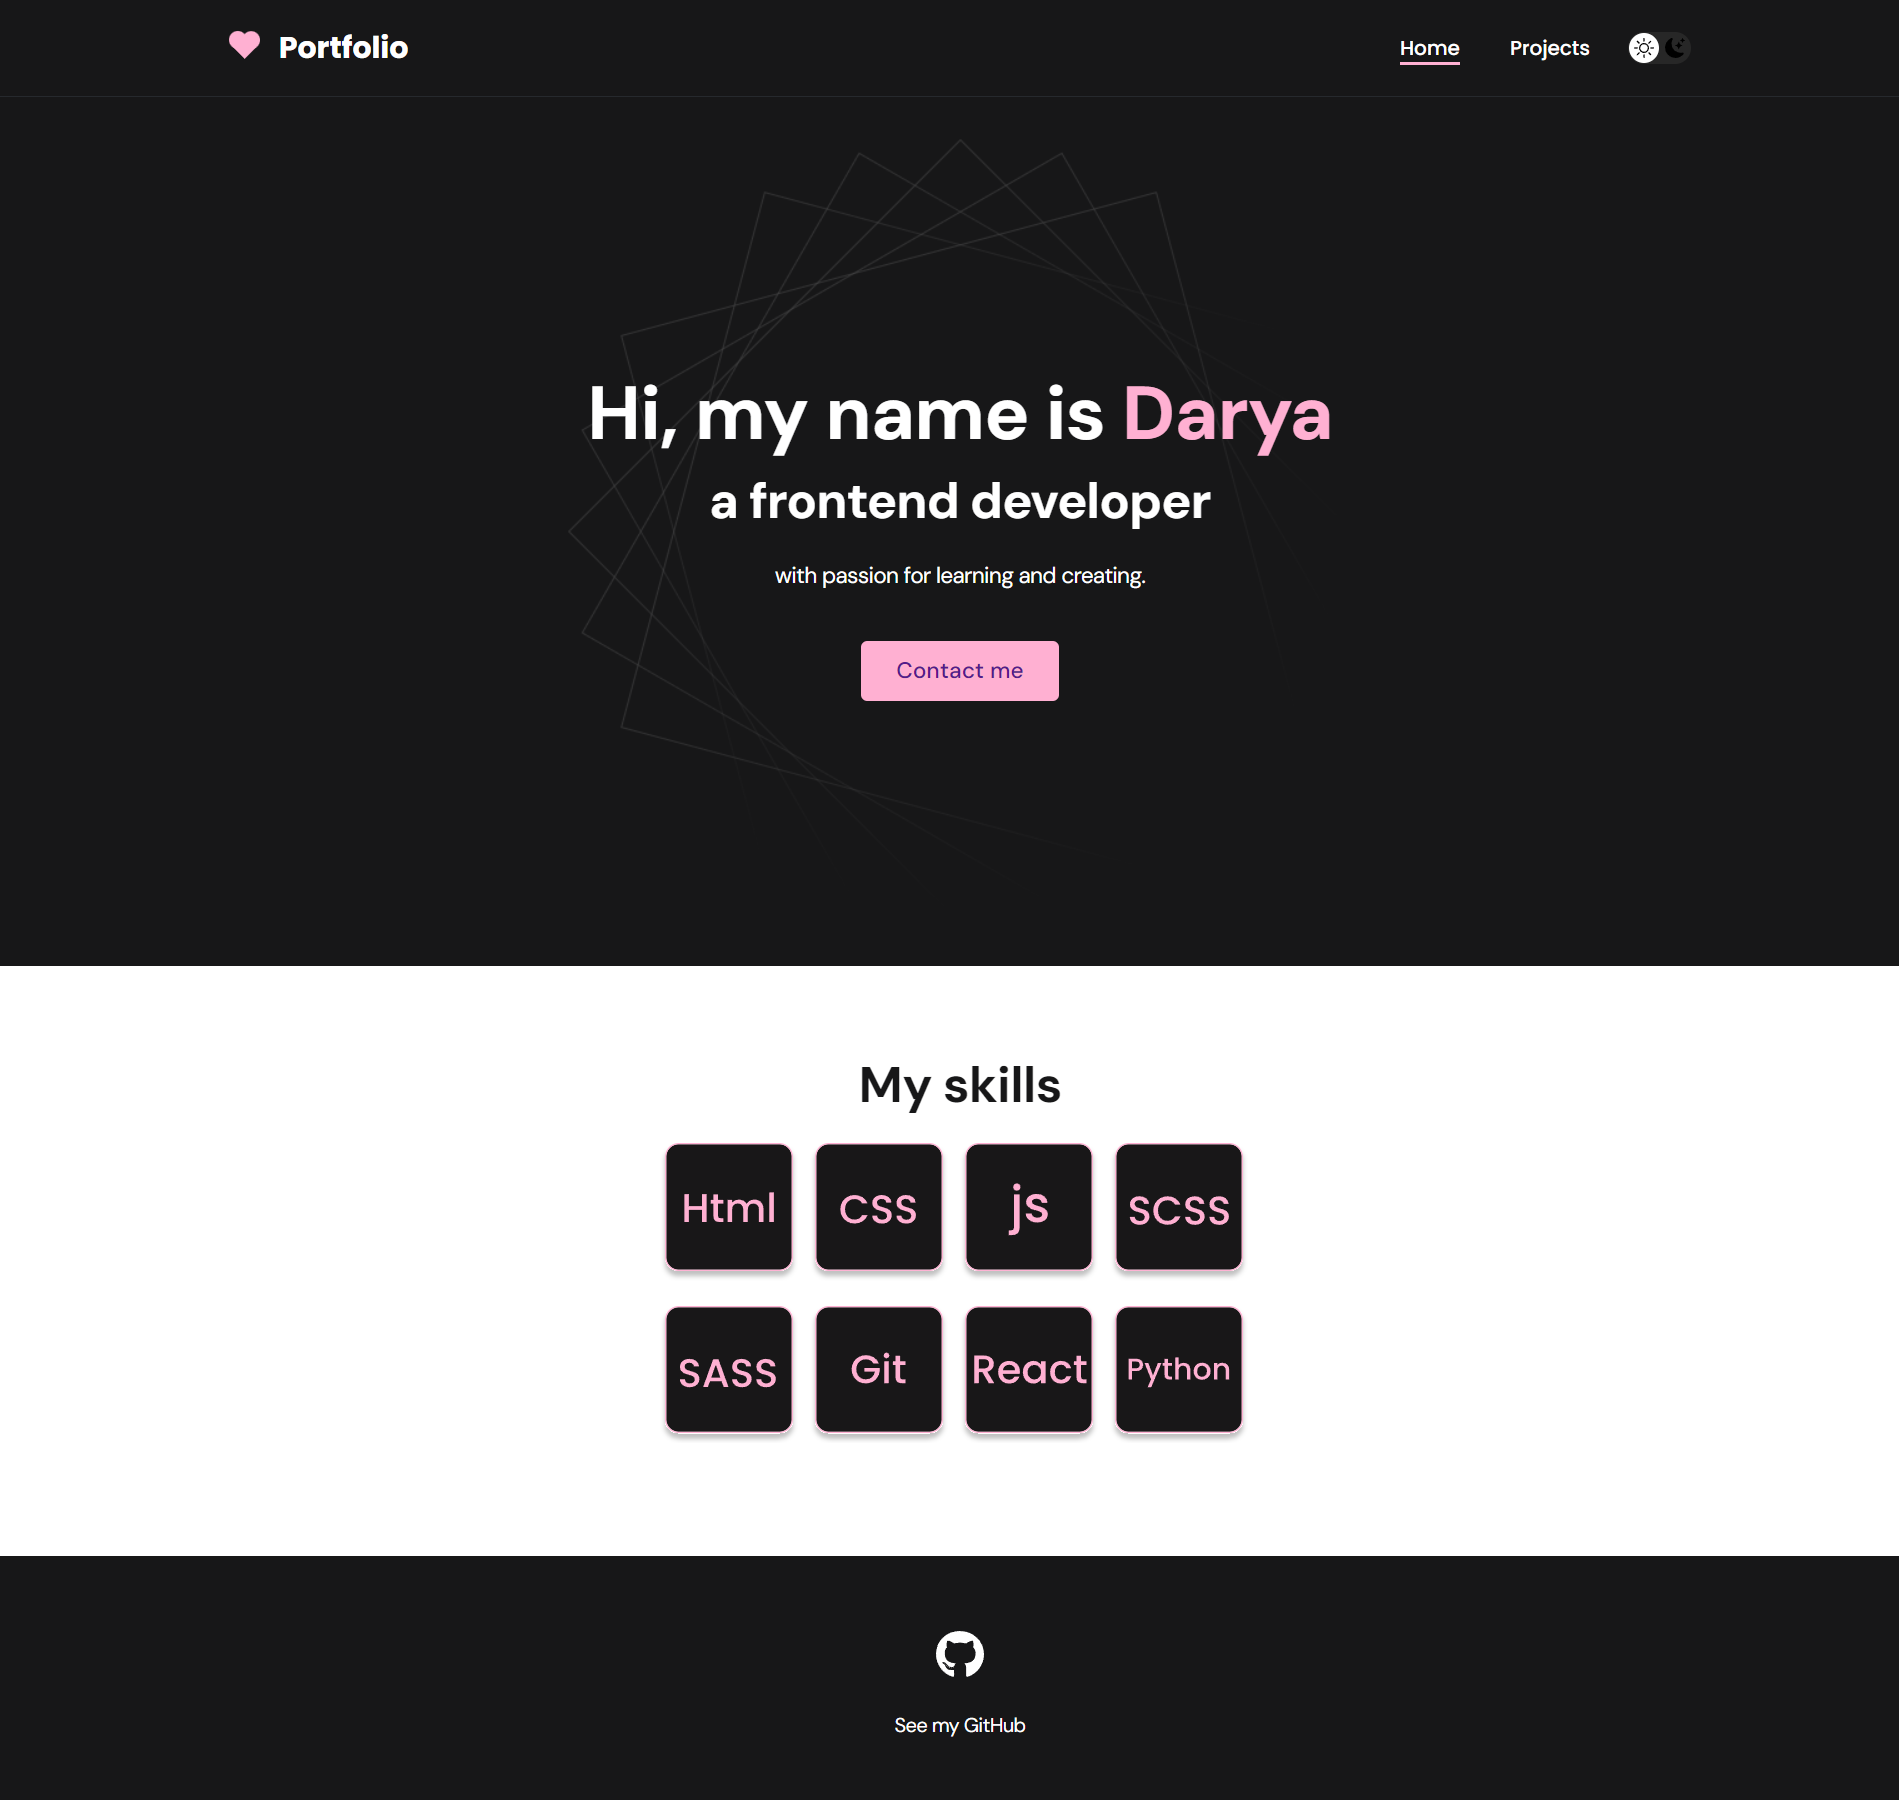 Portfolio
Home
Projects
Hi, my name is Darya
a frontend developer
with passion for learning and creating.
Contact me
My skills
Html
CSS
js
SCSS
SASS
Git
React
Python
See my GitHub